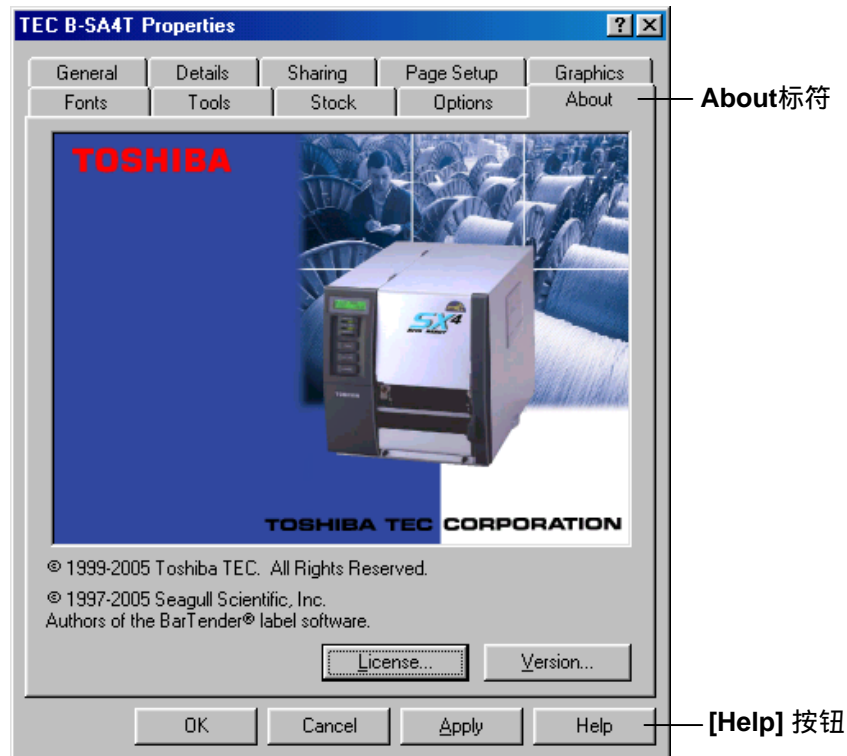 TEC B-SA4T Properties
General Details Sharing Page Setup Graphics
Fonts Tools Stock Options About
About标符
TOSHIBA
SX4
TOSHIBA
TOSHIBA TEC CORPORATION
© 1999-2005 Toshiba TEC. All Rights Reserved.
© 1997-2005 Seagull Scientific, Inc.
Authors of the BarTender® label software.
License... Version...
OK Cancel Apply Help
[Help] 按钮